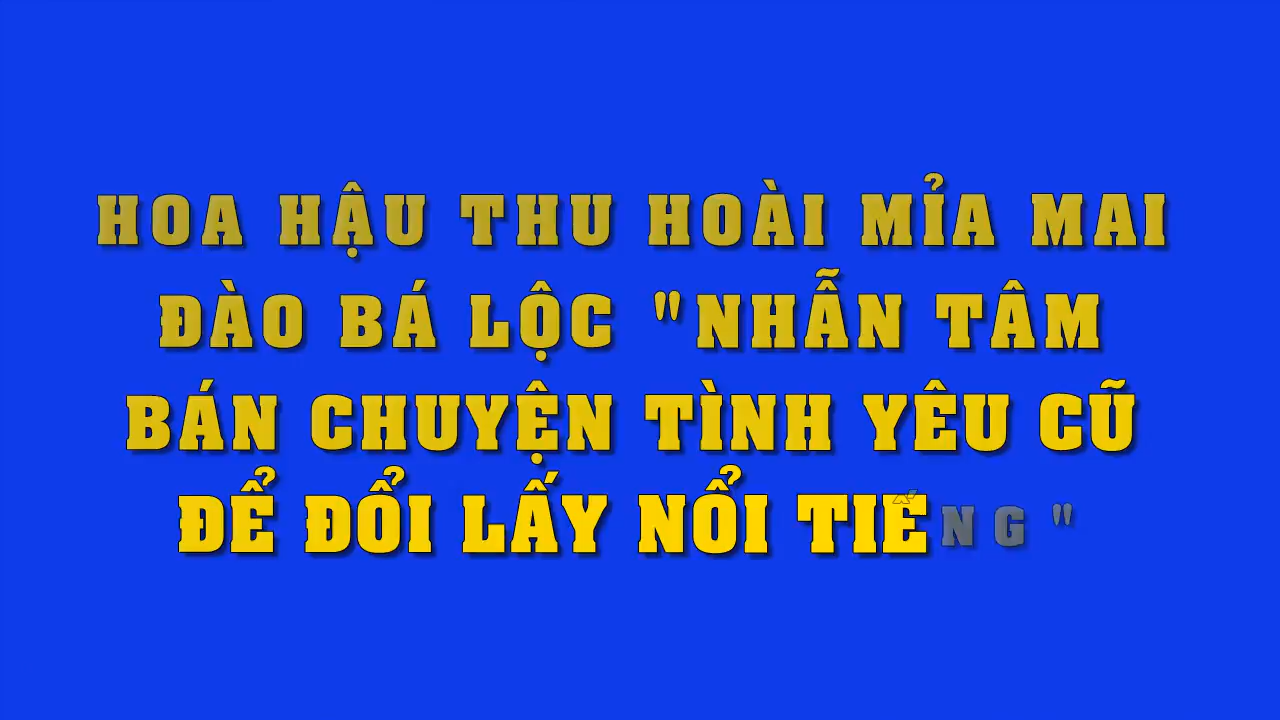 HOA HẬU THU HOÀI MỈA MAI
ĐÀO BÁ LỘC "NHẪN TÂM
BÁN CHUYỆN TÌNH YÊU CŨ
ĐỂ ĐỔI LẤY NỔI TIẾNG"